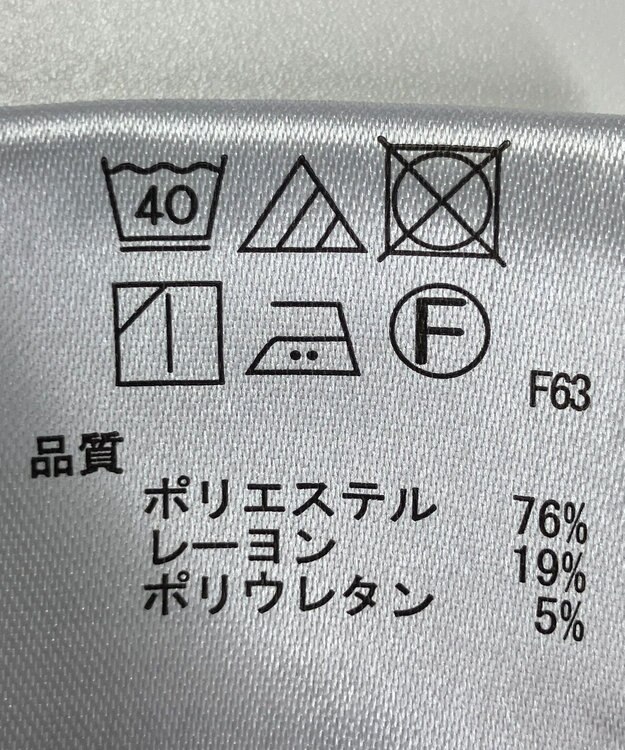 40
F
F63
品質
ポリエステル 76%
レーヨン 19%
ポリウレタン 5%